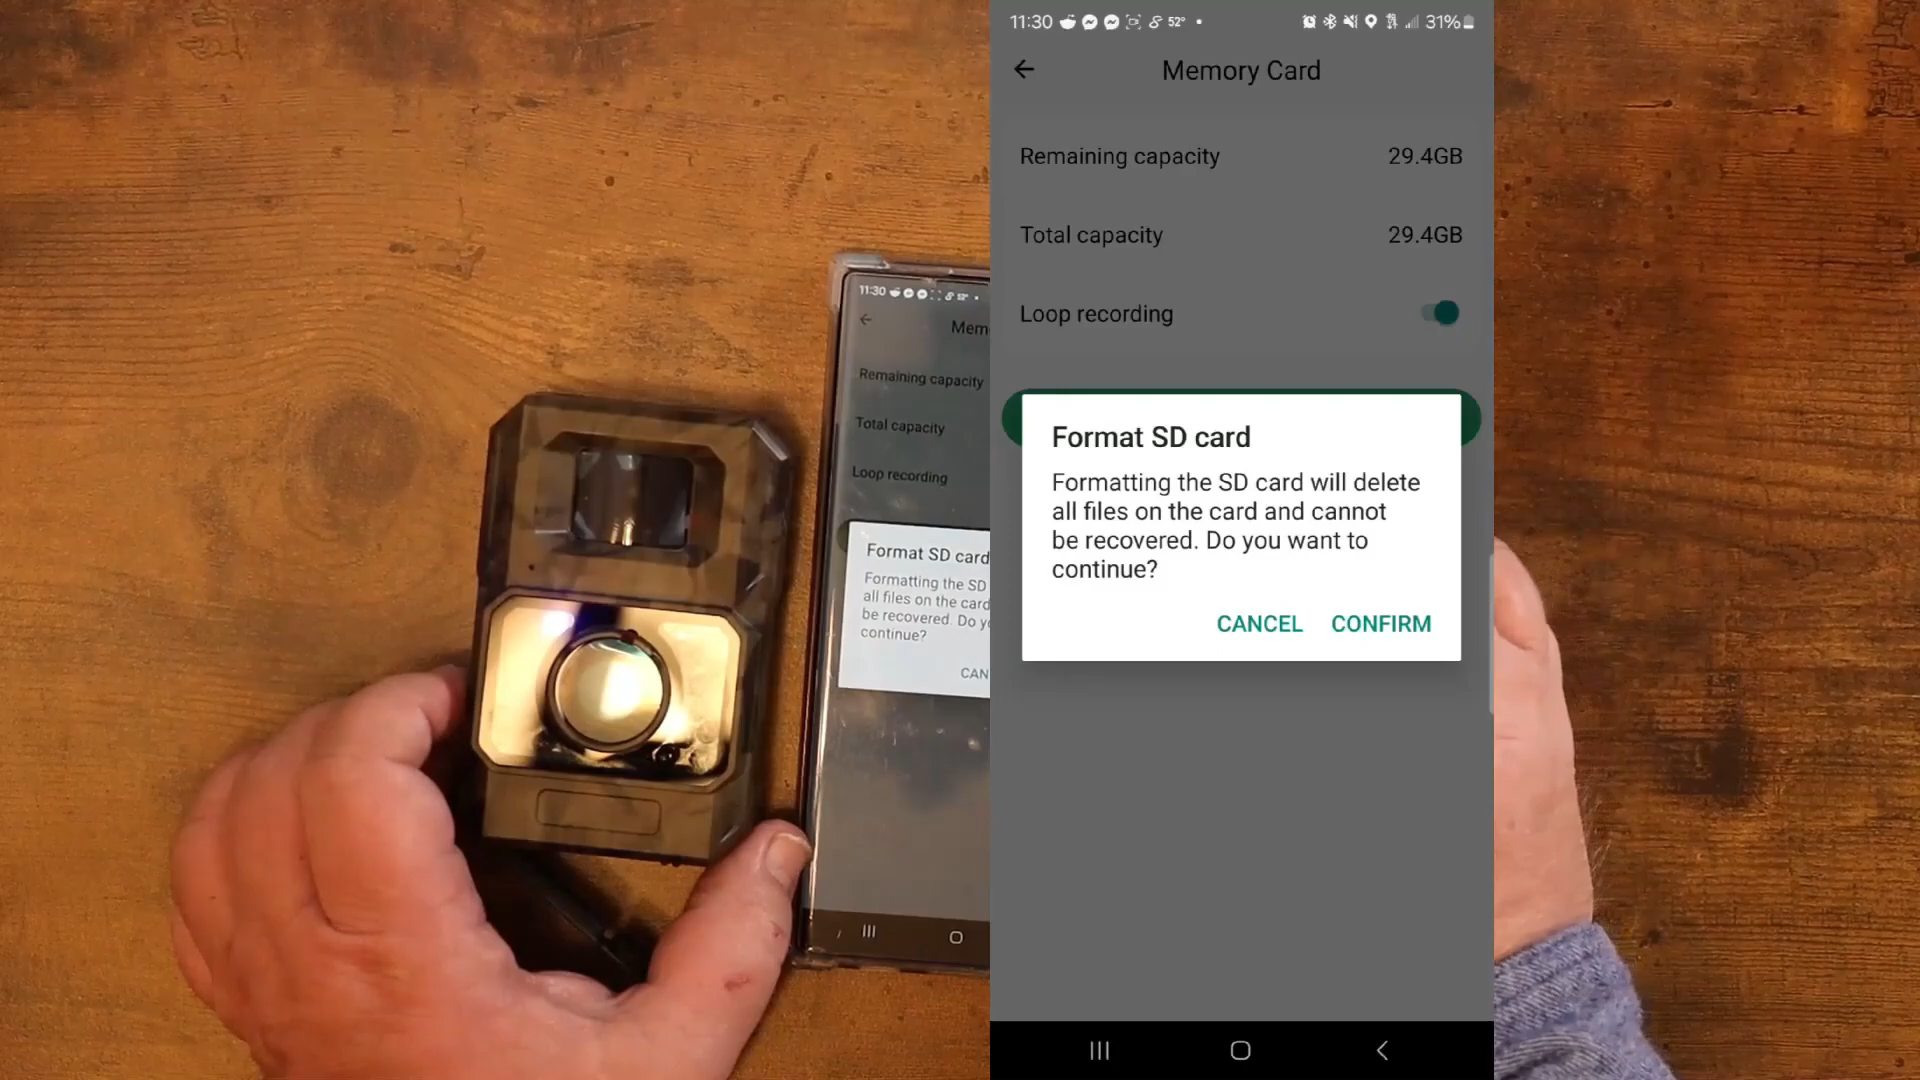 11:30 52° 31%
Memory Card
Remaining capacity 29.4GB
Total capacity 29.4GB
Loop recording
Format SD card
Formatting the SD card will delete
all files on the card and cannot
be recovered. Do you want to
continue?
CANCEL CONFIRM
11:30 52°
Mem
Remaining capacity
Total capacity
Loop recording
Format SD card
Formatting the SD
all files on the card
be recovered. Do yo
continue?
CAN